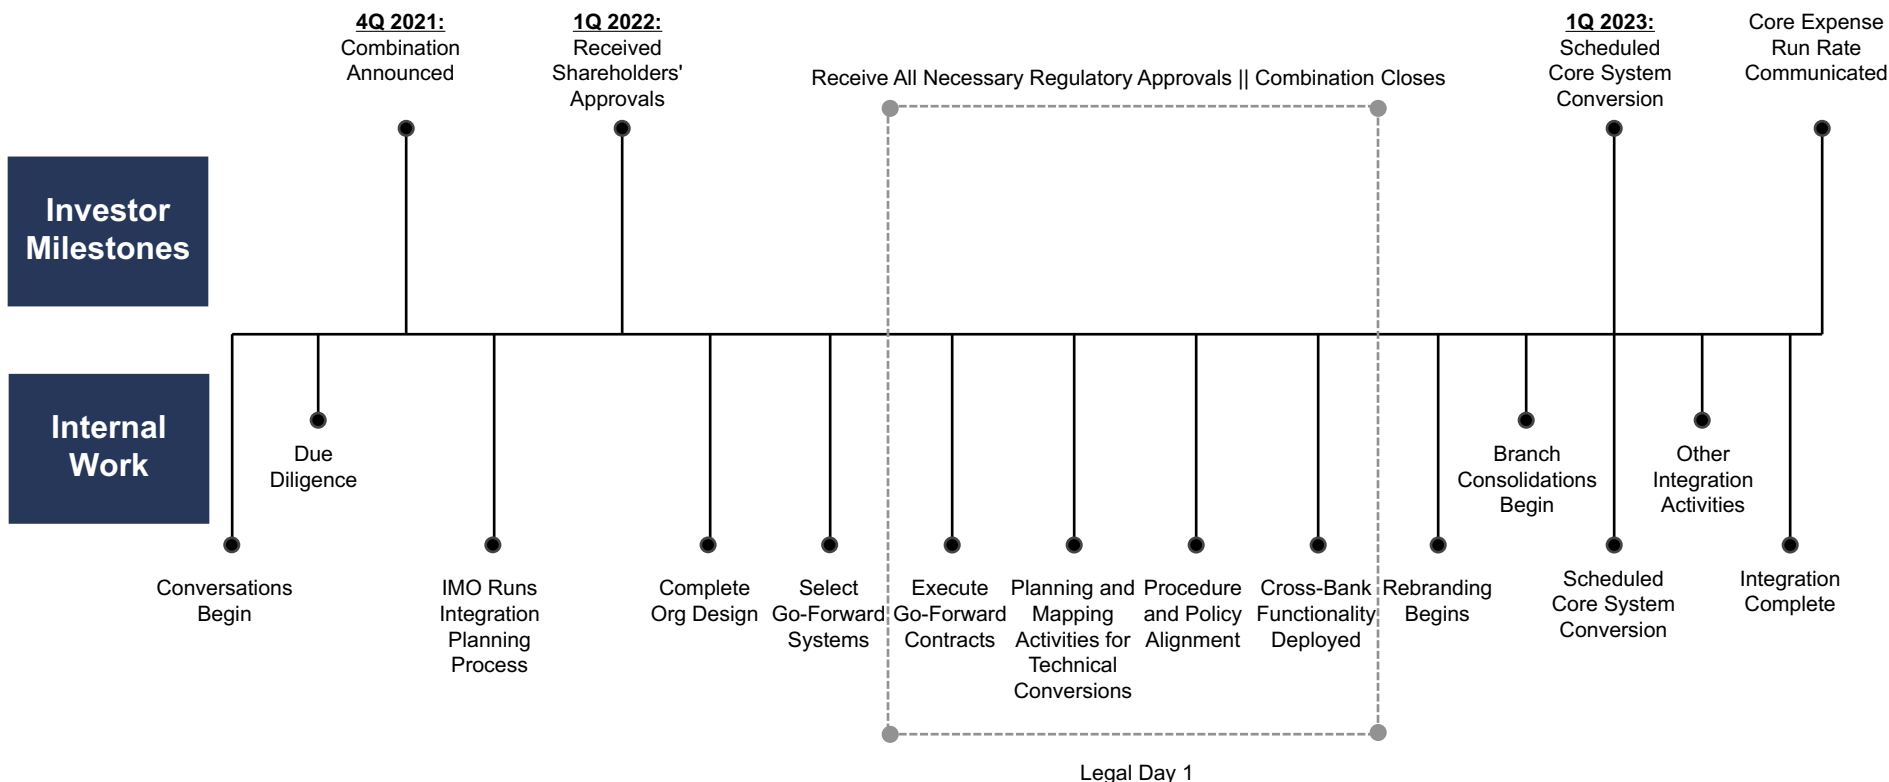 4Q 2021:
Combination
Announced
1Q 2022:
Received
Shareholders'
Approvals
Receive All Necessary Regulatory Approvals || Combination Closes
1Q 2023:
Scheduled
Core System
Conversion
Core Expense
Run Rate
Communicated
Investor
Milestones
Internal
Work
Conversations
Begin
Due
Diligence
IMO Runs
Integration
Planning
Process
Complete
Org Design
Select
Go-Forward
Systems
Execute
Go-Forward
Contracts
Planning and
Mapping
Activities for
Technical
Conversions
Procedure
and Policy
Alignment
Cross-Bank
Functionality
Deployed
Rebranding
Begins
Branch
Consolidations
Begin
Scheduled
Core System
Conversion
Other
Integration
Activities
Integration
Complete
Legal Day 1